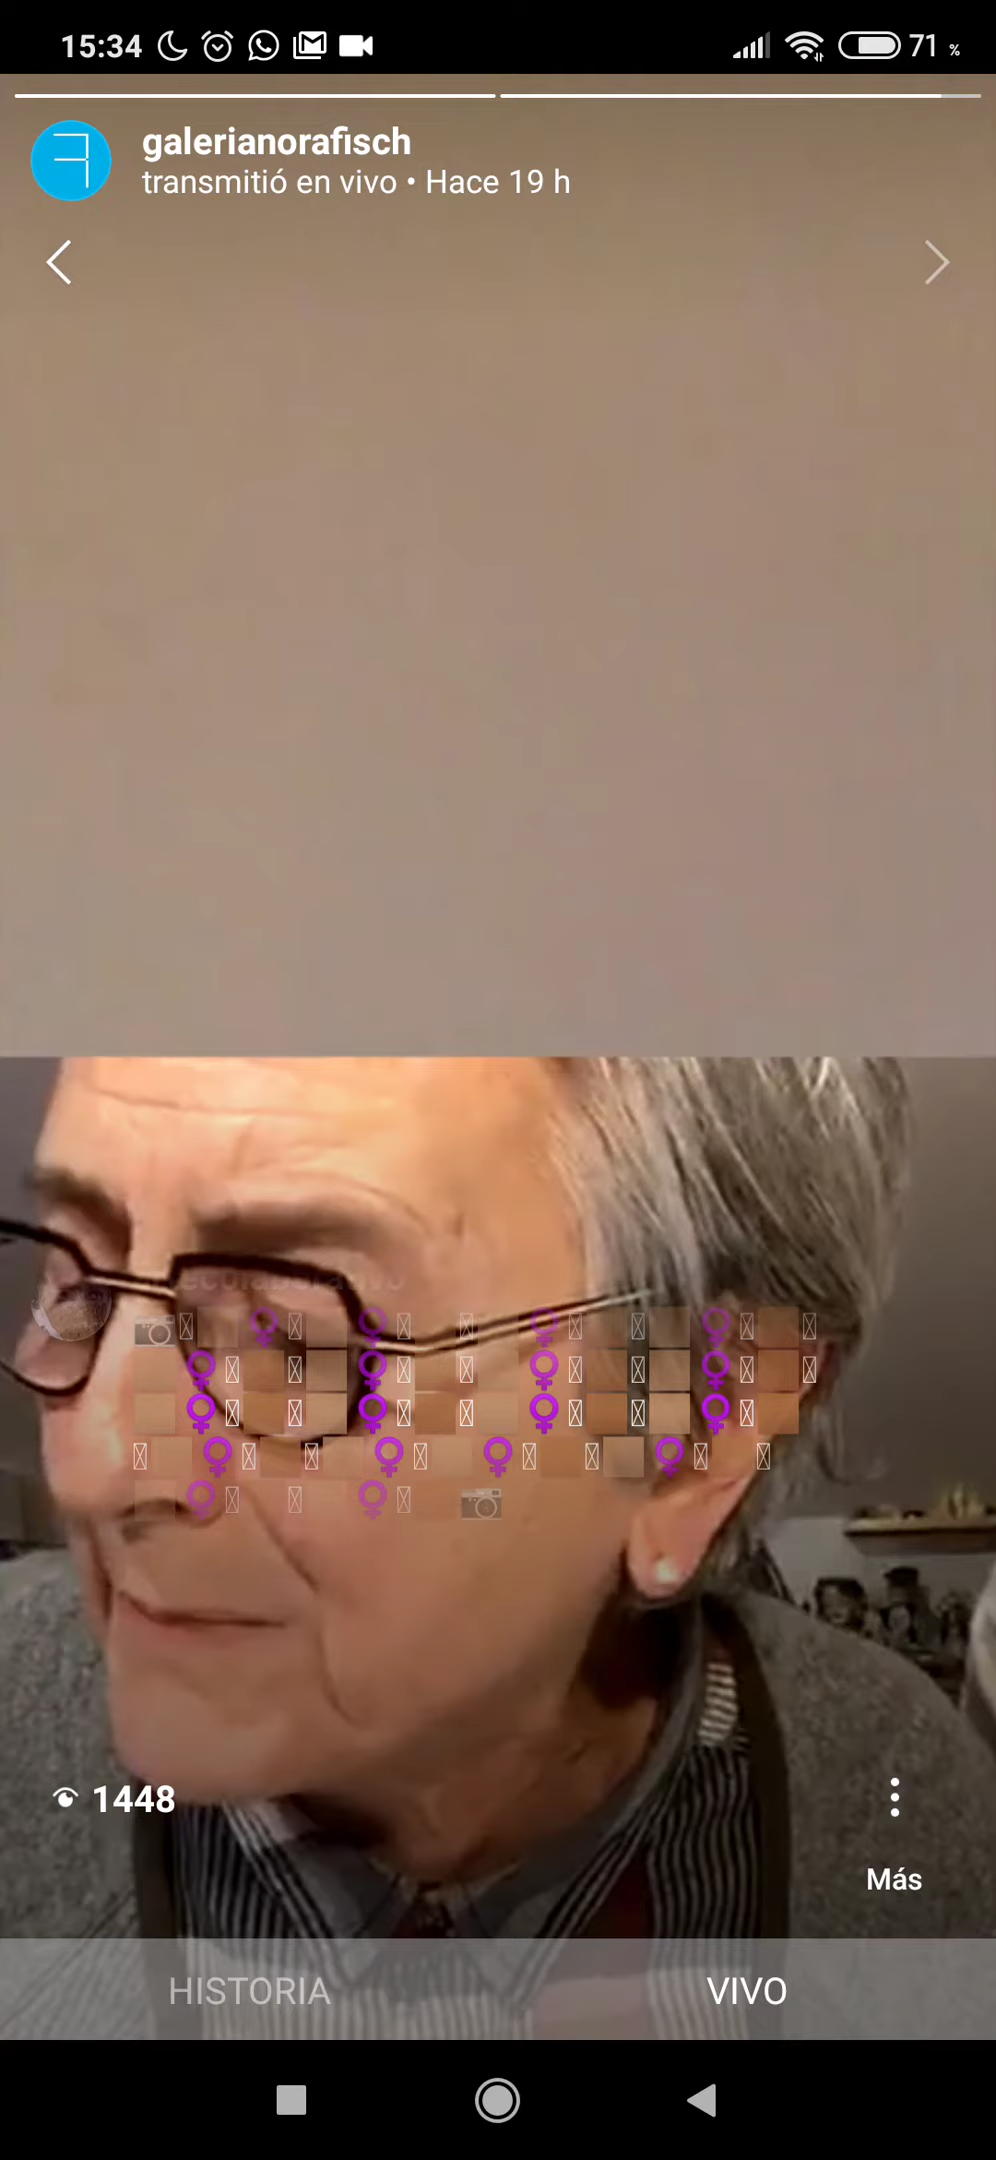 15:34
71 %
galerianorafisch
transmitió en vivo • Hace 19 h
1448
Más
HISTORIA
VIVO